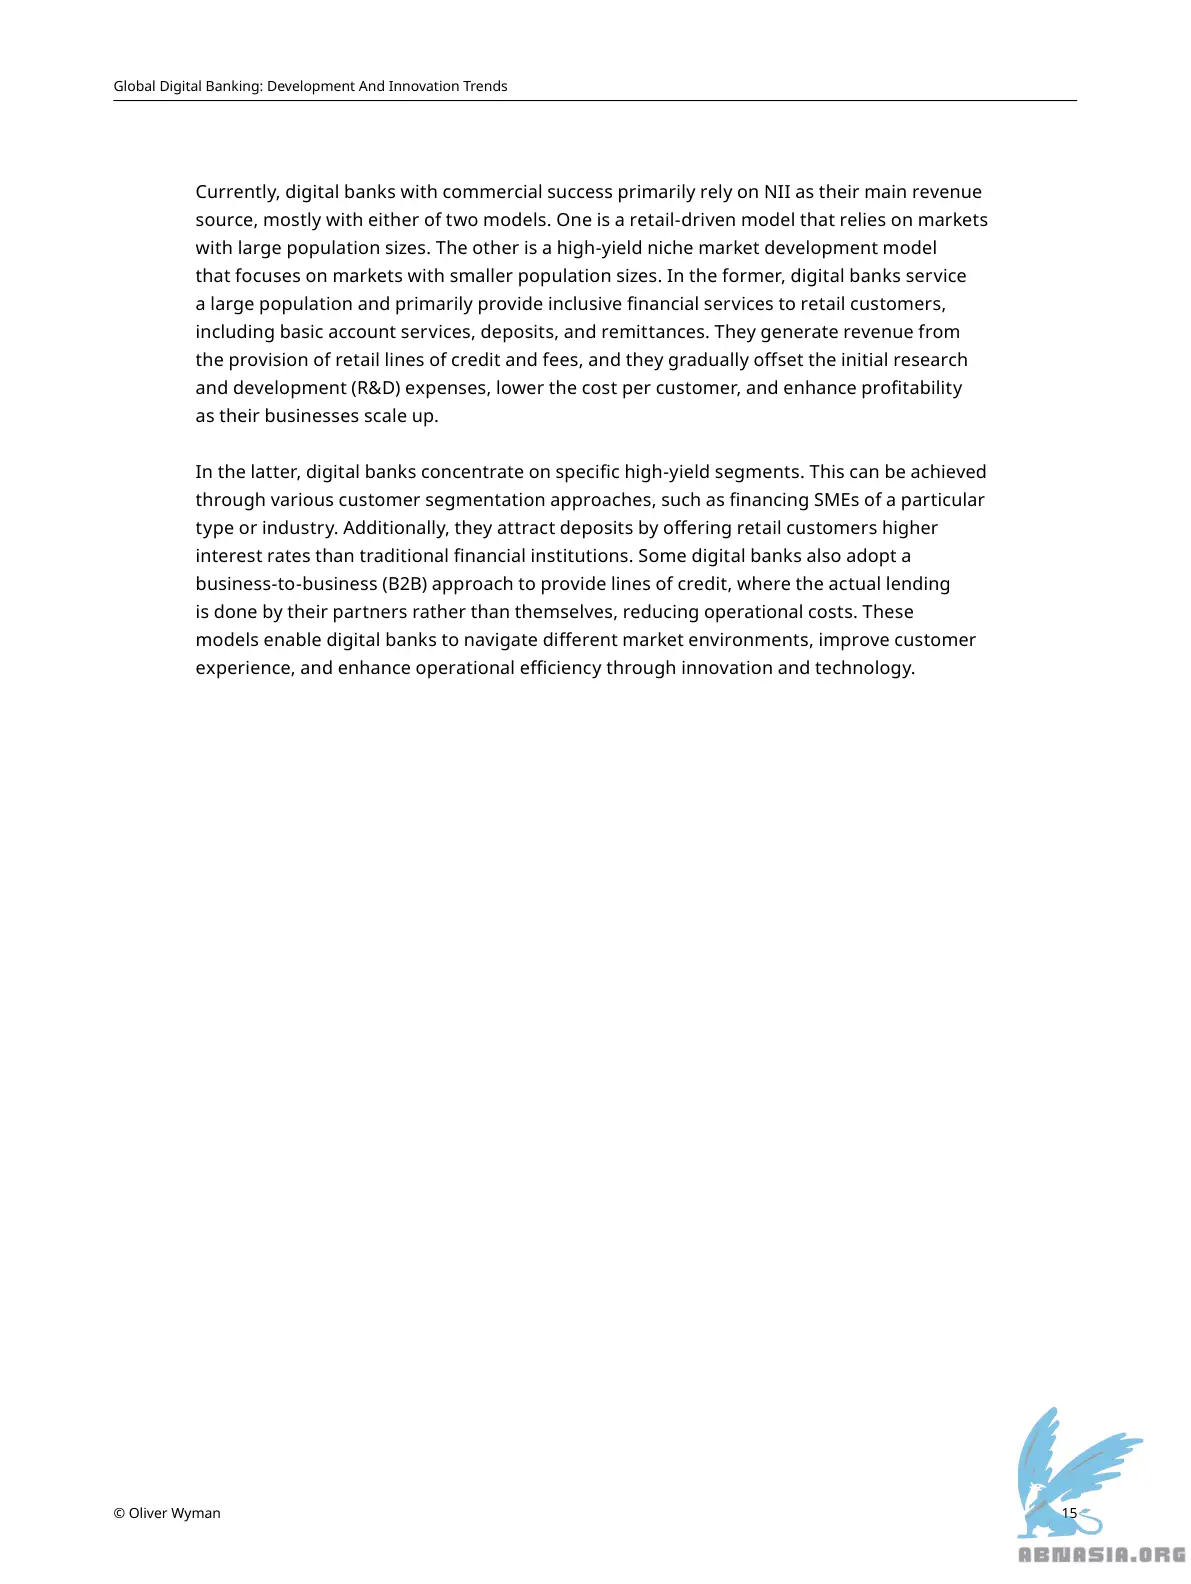 Global Digital Banking: Development And Innovation Trends
Currently, digital banks with commercial success primarily rely on NII as their main revenue
source, mostly with either of two models. One is a retail-driven model that relies on markets
with large population sizes. The other is a high-yield niche market development model
that focuses on markets with smaller population sizes. In the former, digital banks service
a large population and primarily provide inclusive financial services to retail customers,
including basic account services, deposits, and remittances. They generate revenue from
the provision of retail lines of credit and fees, and they gradually offset the initial research
and development (R&D) expenses, lower the cost per customer, and enhance profitability
as their businesses scale up.
In the latter, digital banks concentrate on specific high-yield segments. This can be achieved
through various customer segmentation approaches, such as financing SMEs of a particular
type or industry. Additionally, they attract deposits by offering retail customers higher
interest rates than traditional financial institutions. Some digital banks also adopt a
business-to-business (B2B) approach to provide lines of credit, where the actual lending
is done by their partners rather than themselves, reducing operational costs. These
models enable digital banks to navigate different market environments, improve customer
experience, and enhance operational efficiency through innovation and technology.
© Oliver Wyman
15
ABNASIA.ORG